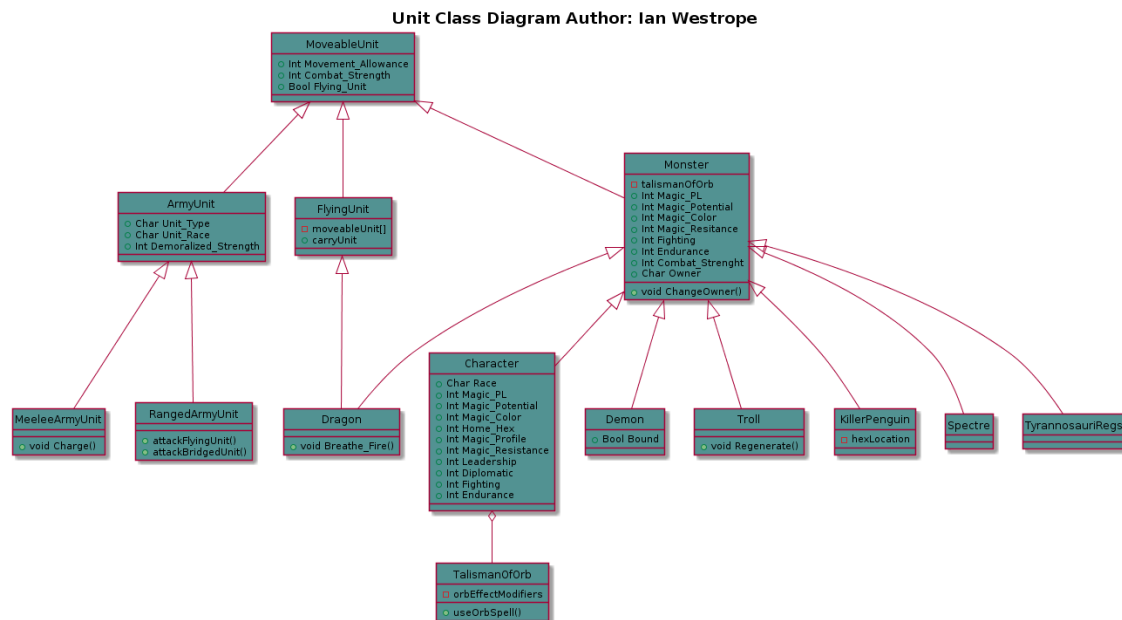 Unit Class Diagram Author: Ian Westrope
MoveableUnit
Int Movement_Allowance
Int Combat_Strength
Bool Flying_Unit
Monster
talismanOfOrb
Int Magic_PL
Int Magic_Potential
Int Magic_Color
Int Magic_Resitance
Int Fighting
Int Endurance
Int Combat_Strenght
Char Owner
void ChangeOwner()
ArmyUnit
Char Unit_Type
Char Unit_Race
Int Demoralized_Strength
FlyingUnit
moveableUnit[]
carryUnit
Character
Char Race
Int Magic_PL
Int Magic_Potential
Int Magic_Color
Int Home_Hex
Int Magic_Profile
Int Magic_Resistance
Int Leadership
Int Diplomatic
Int Fighting
Int Endurance
MeeleeArmyUnit
void Charge()
RangedArmyUnit
attackFlyingUnit()
attackBridgedUnit()
Dragon
void Breathe_Fire()
Demon
Bool Bound
Troll
void Regenerate()
KillerPenguin
hexLocation
Spectre
TyrannosauriRegs
TalismanOfOrb
orbEffectModifiers
useOrbSpell()